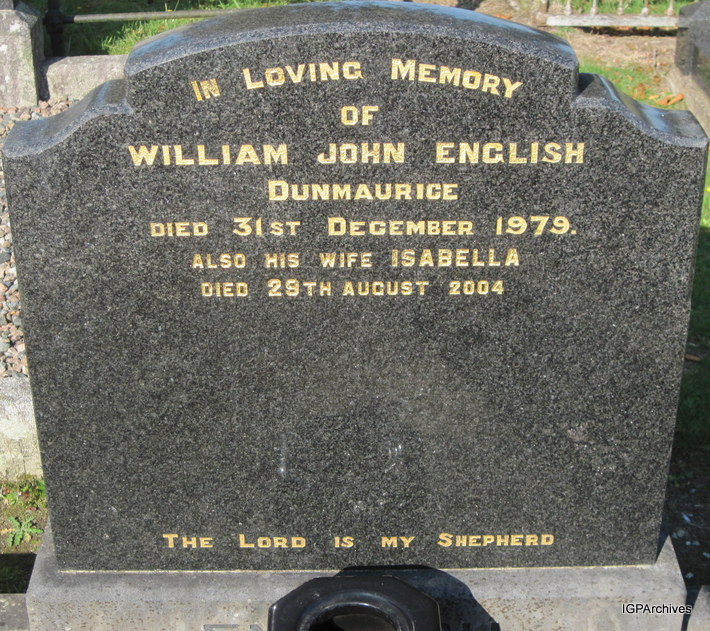 In Loving Memory
OF
WILLIAM JOHN ENGLISH
DUNMAURICE
DIED 31ST DECEMBER 1979.
ALSO HIS WIFE ISABELLA
DIED 29TH AUGUST 2004
THE LORD IS MY SHEPHERD
IGPArchives